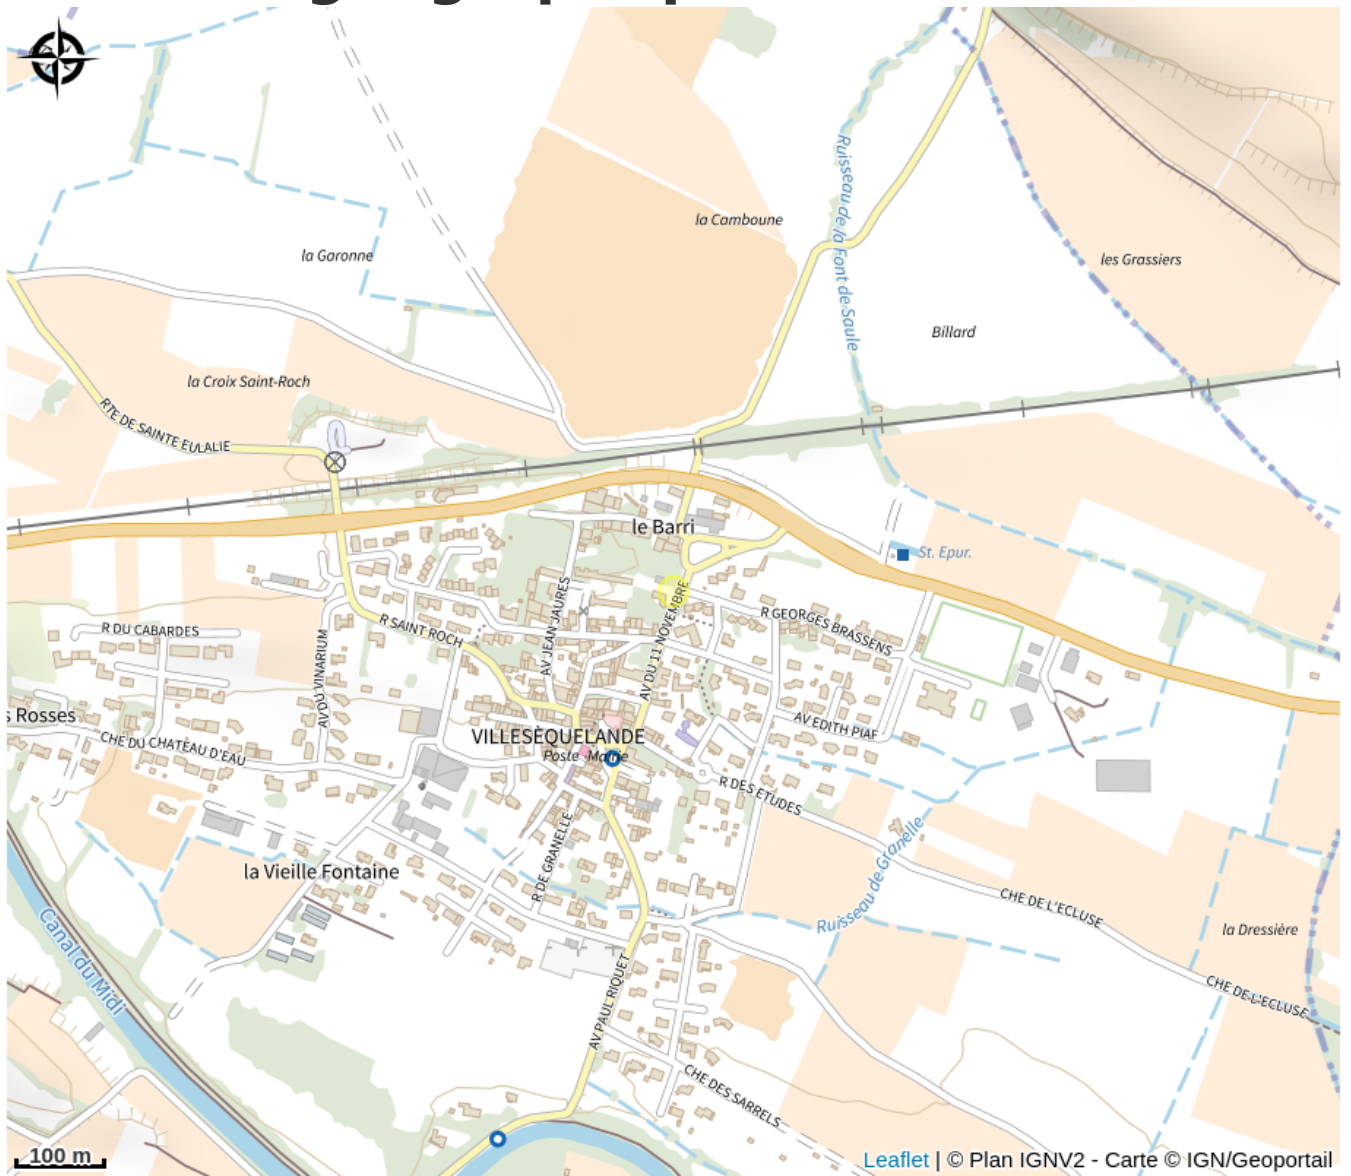 la Camboune
Ruisseau de la Font de Saule
la Garonne
les Grassiers
Billard
la Croix Saint-Roch
RTE DE SAINTE EULALIE
le Barri
St. Epur.
AV JEAN JAURES
AV DU 11 NOVEMBRE
R GEORGES BRASSENS
R SAINT ROCH
R DU CABARDES
AV DU VINARIUM
s Rosses
CHE DU CHATEAU D'EAU
VILLESEQUELANDE
Poste Mairie
AV EDITH PIAF
R DES ETUDES
R DE GRANELLE
Ruisseau de Granelle
la Vieille Fontaine
CHE DE L'ECLUSE
la Dressière
Canal du Midi
AV PAUL RIQUET
CHE DE L'ECLUSE
CHE DES SARRELS
100 m
Leaflet | © Plan IGNV2 - Carte © IGN/Geoportail